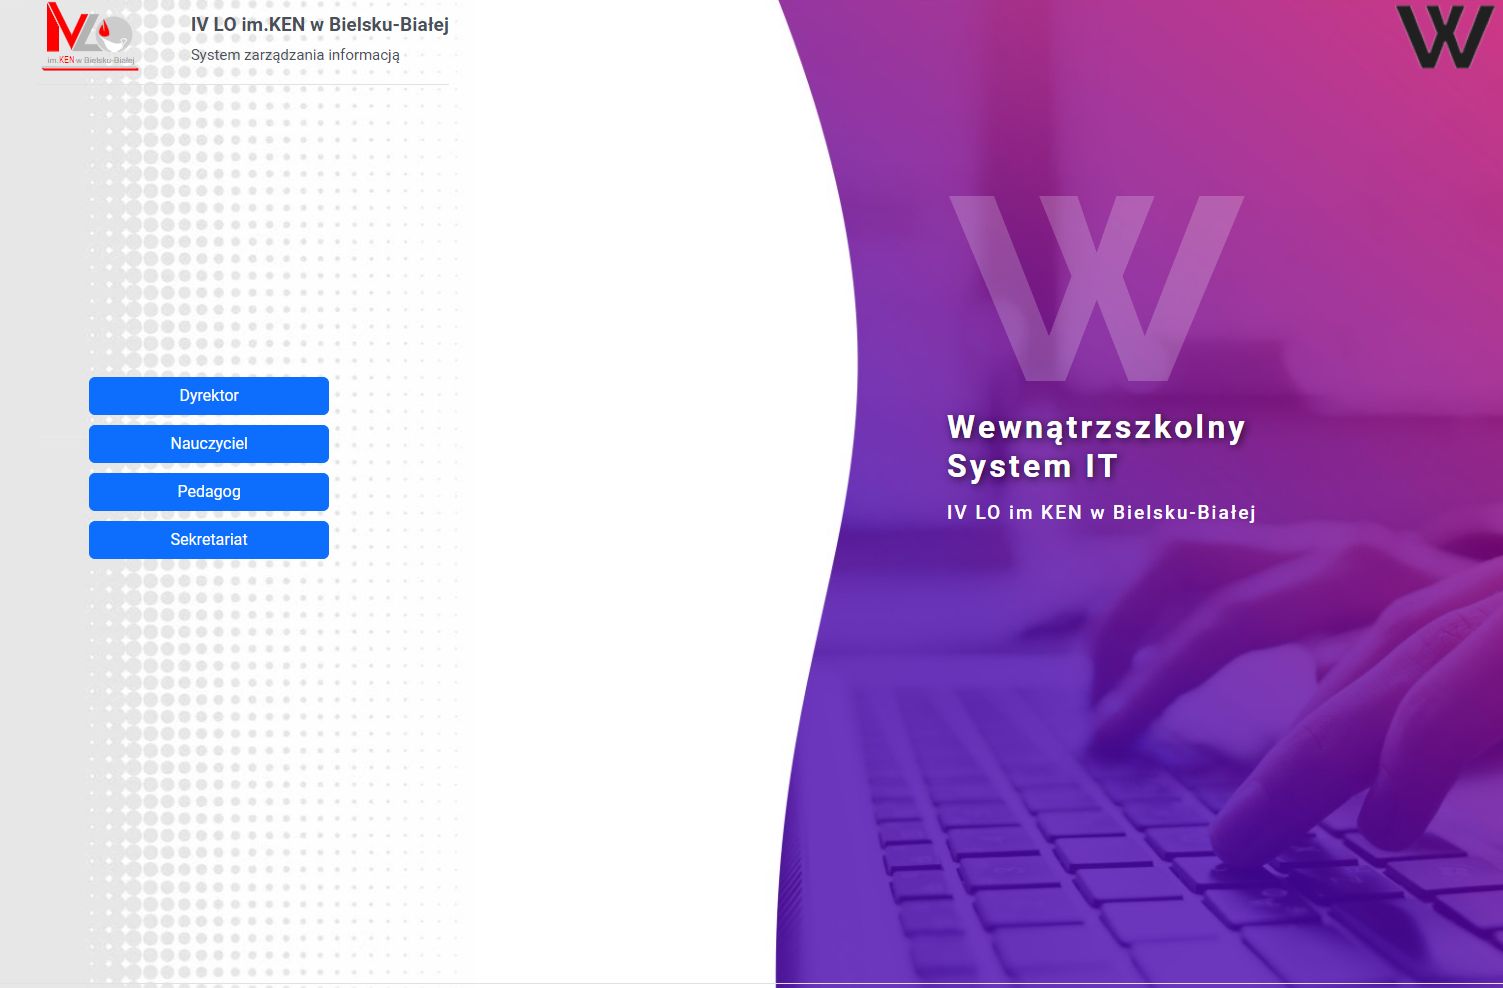 IV LO
im.KEN w Bielsku-Białej
IV LO im.KEN w Bielsku-Białej
System zarządzania informacją
Dyrektor
Nauczyciel
Pedagog
Sekretariat
W
W
Wewnątrzszkolny
System IT
IV LO im KEN w Bielsku-Białej